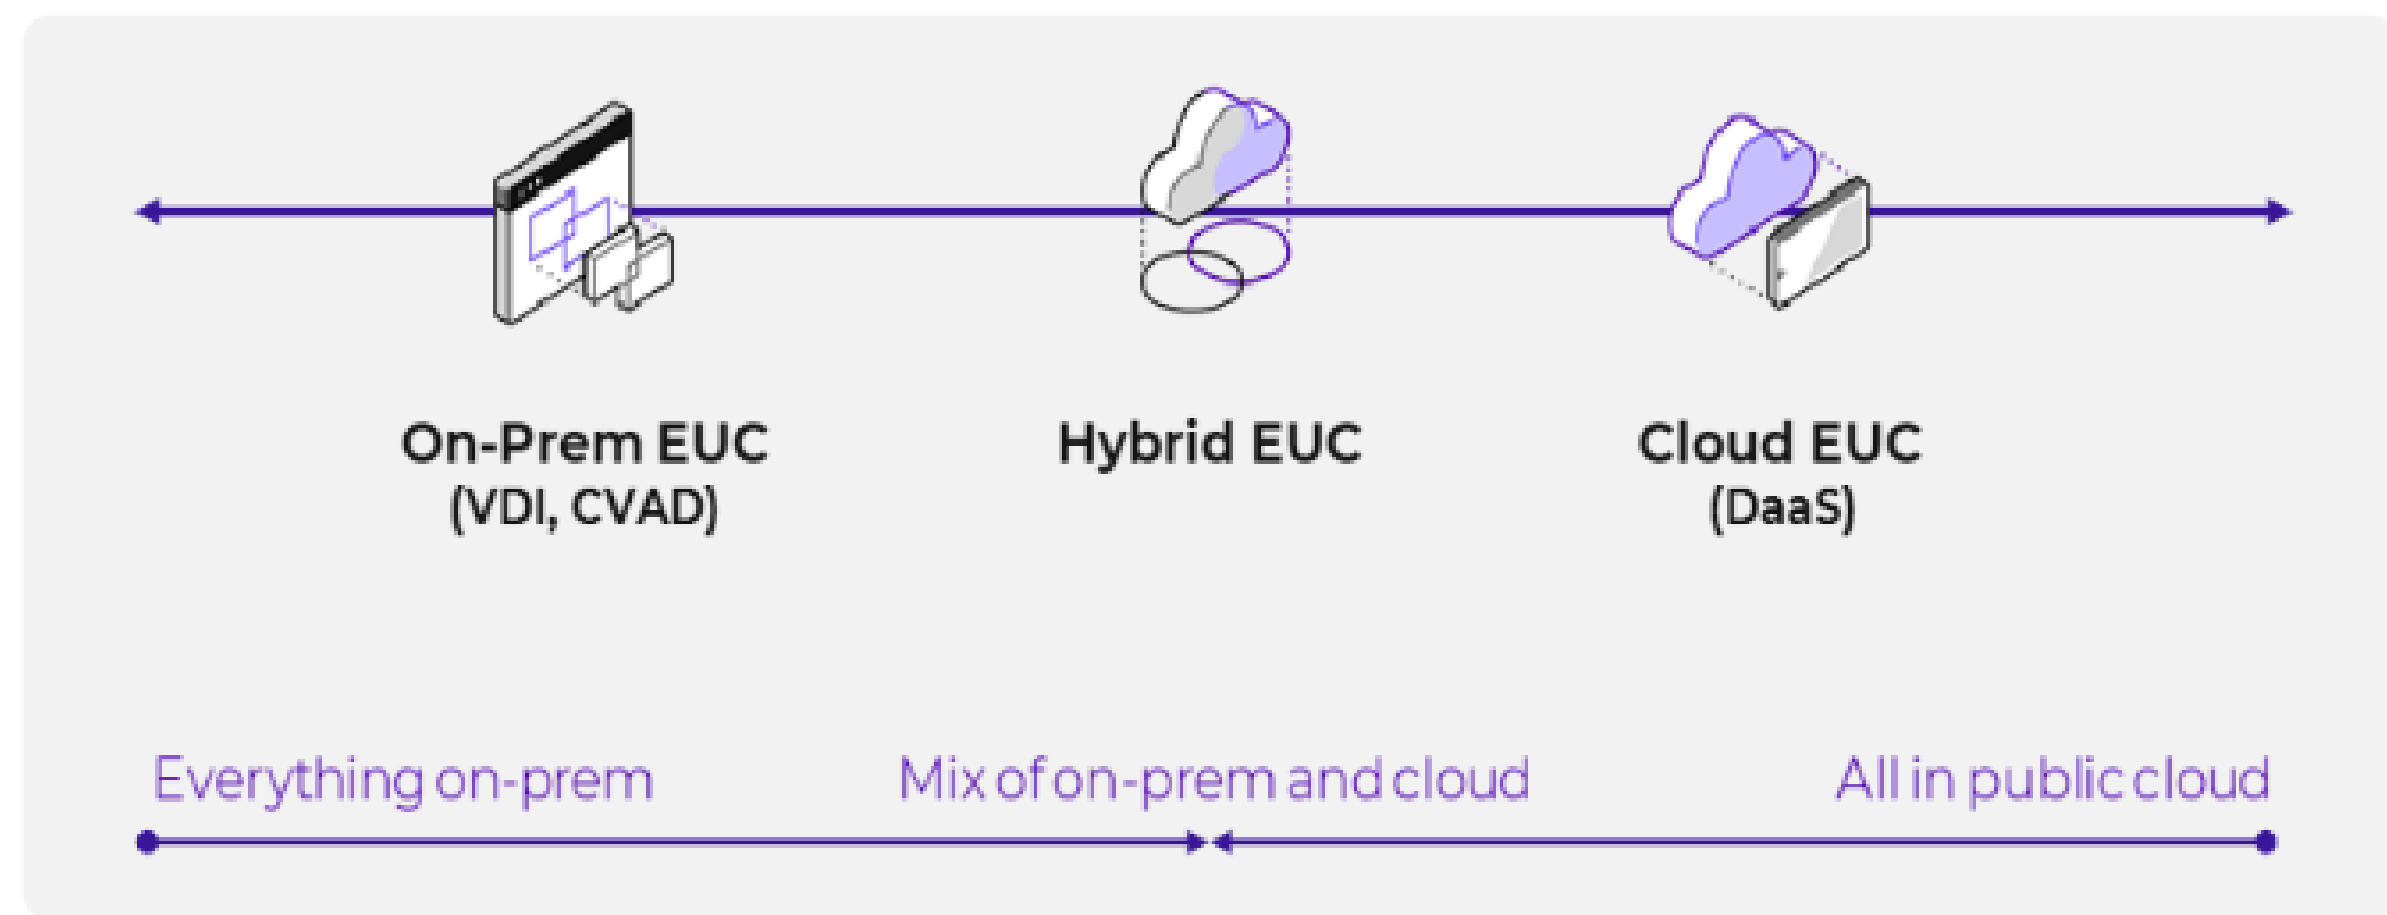 On-Prem EUC
(VDI, CVAD)
Hybrid EUC
Cloud EUC
(DaaS)
Everything on-prem
Mix of on-prem and cloud
All in public cloud